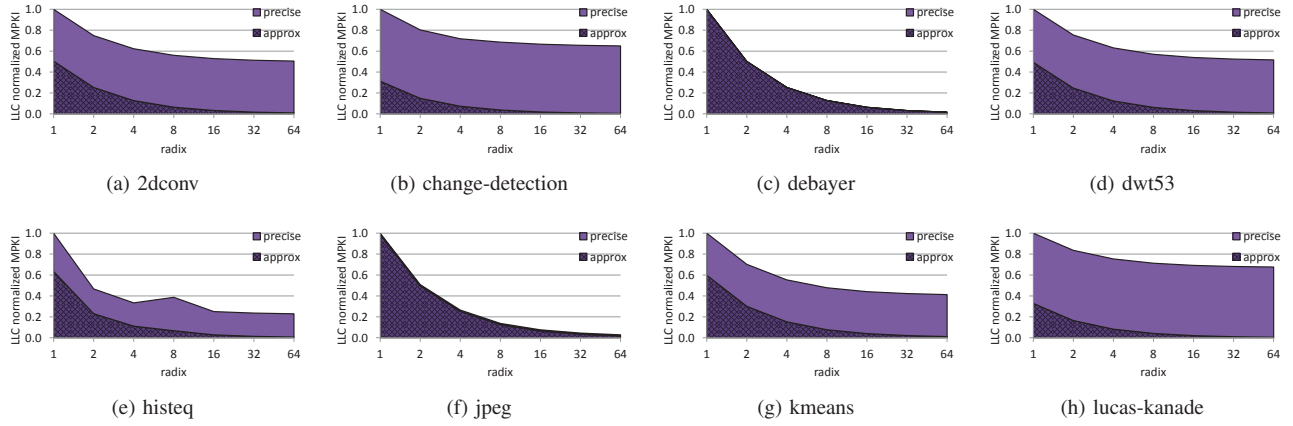 LLC normalized MPKI
1.0
0.8
0.6
0.4
0.2
0.0
precise
approx
1 2 4 8 16 32 64
radix
(a) 2dconv
LLC normalized MPKI
1.0
0.8
0.6
0.4
0.2
0.0
precise
approx
1 2 4 8 16 32 64
radix
(b) change-detection
LLC normalized MPKI
1.0
0.8
0.6
0.4
0.2
0.0
precise
approx
1 2 4 8 16 32 64
radix
(c) debayer
LLC normalized MPKI
1.0
0.8
0.6
0.4
0.2
0.0
precise
approx
1 2 4 8 16 32 64
radix
(d) dwt53
LLC normalized MPKI
1.0
0.8
0.6
0.4
0.2
0.0
precise
approx
1 2 4 8 16 32 64
radix
(e) histeq
LLC normalized MPKI
1.0
0.8
0.6
0.4
0.2
0.0
precise
approx
1 2 4 8 16 32 64
radix
(f) jpeg
LLC normalized MPKI
1.0
0.8
0.6
0.4
0.2
0.0
precise
approx
1 2 4 8 16 32 64
radix
(g) kmeans
LLC normalized MPKI
1.0
0.8
0.6
0.4
0.2
0.0
precise
approx
1 2 4 8 16 32 64
radix
(h) lucas-kanade